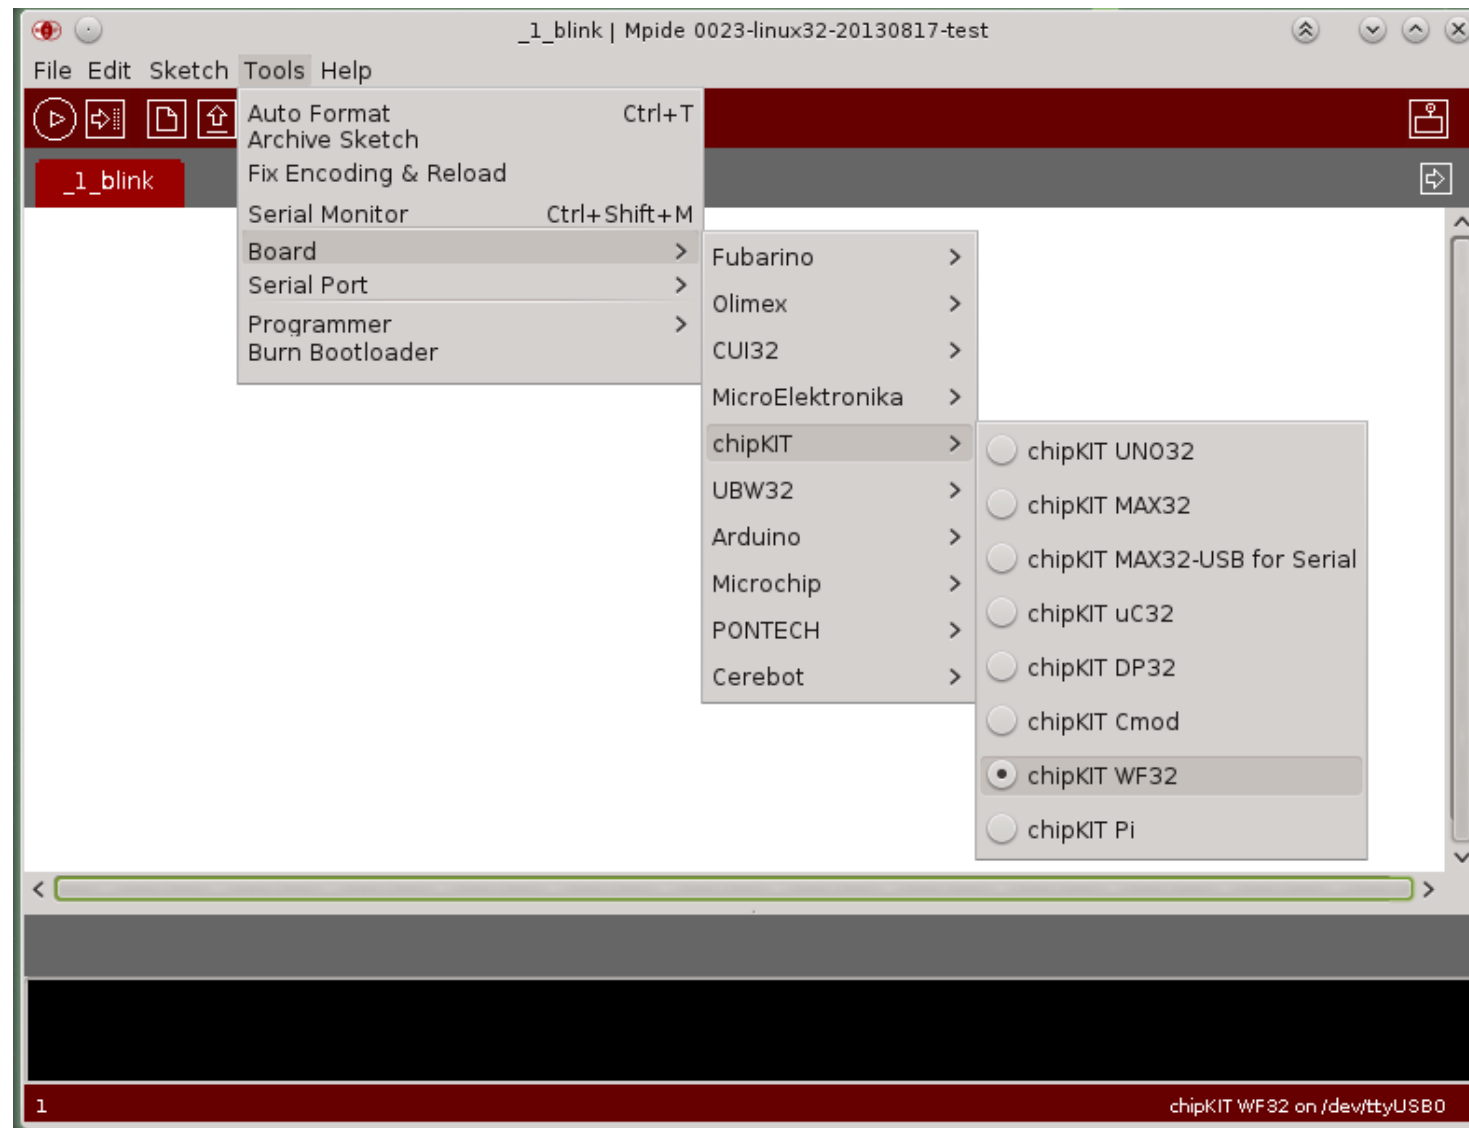 _1_blink | Mpide 0023-linux32-20130817-test
File Edit Sketch Tools Help
Auto Format Ctrl+T
Archive Sketch
Fix Encoding & Reload
Serial Monitor Ctrl+Shift+M
Board
Serial Port
Programmer
Burn Bootloader
_1_blink
Fubarino
Olimex
CUI32
MicroElektronika
chipKIT
UBW32
Arduino
Microchip
PONTECH
Cerebot
chipKIT UNO32
chipKIT MAX32
chipKIT MAX32-USB for Serial
chipKIT uC32
chipKIT DP32
chipKIT Cmod
chipKIT WF32
chipKIT Pi
1 chipKIT WF32 on /dev/ttyUSB0